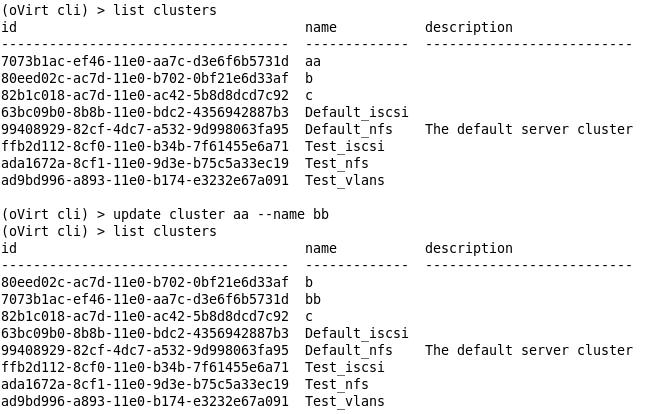 (oVirt cli) > list clusters
id                                    name           description
------------------------------------  -------------  --------------------------
7073b1ac-ef46-11e0-aa7c-d3e6f6b5731d  aa
80eed02c-ac7d-11e0-b702-0bf21e6d33af  b
82b1c018-ac7d-11e0-ac42-5b8d8dcd7c92  c
63bc09b0-8b8b-11e0-bdc2-4356942887b3  Default_iscsi
99408929-82cf-4dc7-a532-9d998063fa95  Default_nfs    The default server cluster
ffb2d112-8cf0-11e0-b34b-7f61455e6a71  Test_iscsi
ada1672a-8cf1-11e0-9d3e-b75c5a33ec19  Test_nfs
ad9bd996-a893-11e0-b174-e3232e67a091  Test_vlans

(oVirt cli) > update cluster aa --name bb
(oVirt cli) > list clusters
id                                    name           description
------------------------------------  -------------  --------------------------
80eed02c-ac7d-11e0-b702-0bf21e6d33af  b
7073b1ac-ef46-11e0-aa7c-d3e6f6b5731d  bb
82b1c018-ac7d-11e0-ac42-5b8d8dcd7c92  c
63bc09b0-8b8b-11e0-bdc2-4356942887b3  Default_iscsi
99408929-82cf-4dc7-a532-9d998063fa95  Default_nfs    The default server cluster
ffb2d112-8cf0-11e0-b34b-7f61455e6a71  Test_iscsi
ada1672a-8cf1-11e0-9d3e-b75c5a33ec19  Test_nfs
ad9bd996-a893-11e0-b174-e3232e67a091  Test_vlans